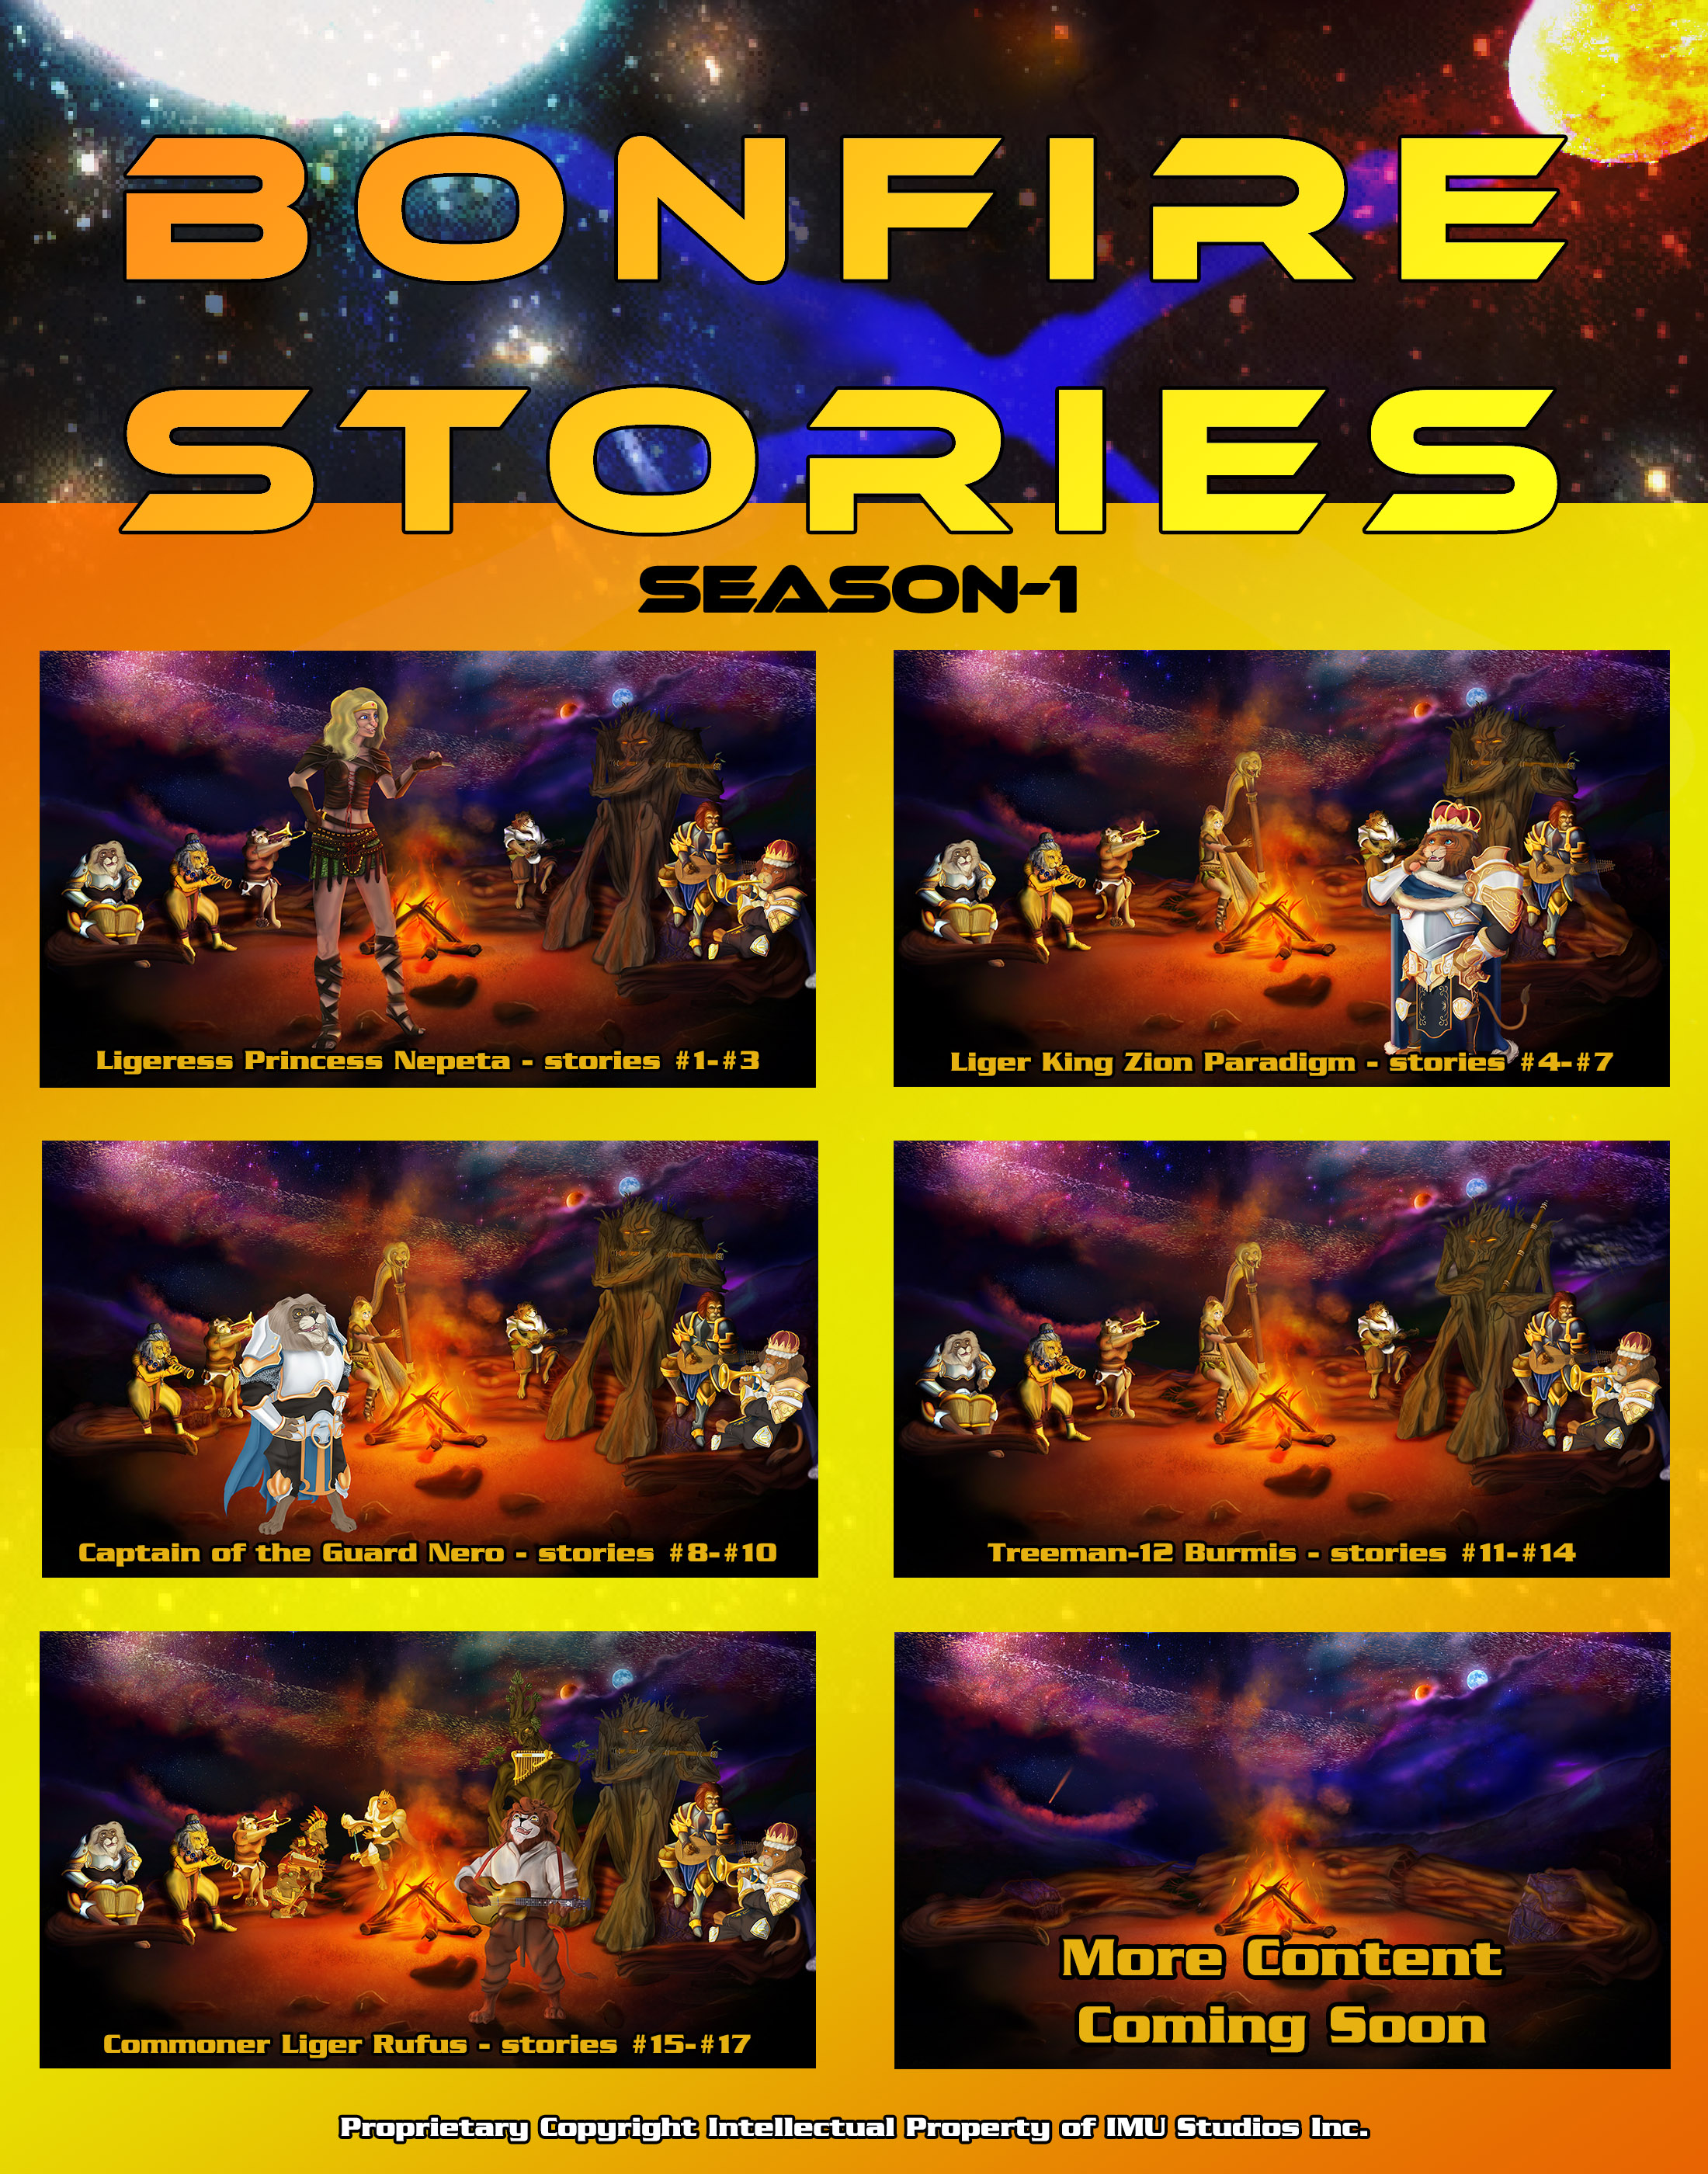 BONFIRE
STORIES
SEASON-1
Ligeress Princess Nepeta - stories #1-#3
Liger King Zion Paradigm - stories #4-#7
Captain of the Guard Nero - stories #8-#10
Treeman-12 Burmis - stories #11-#14
Commoner Liger Rufus - stories #15-#17
More Content
Coming Soon
Proprietary Copyright Intellectual Property of IMU Studios Inc.